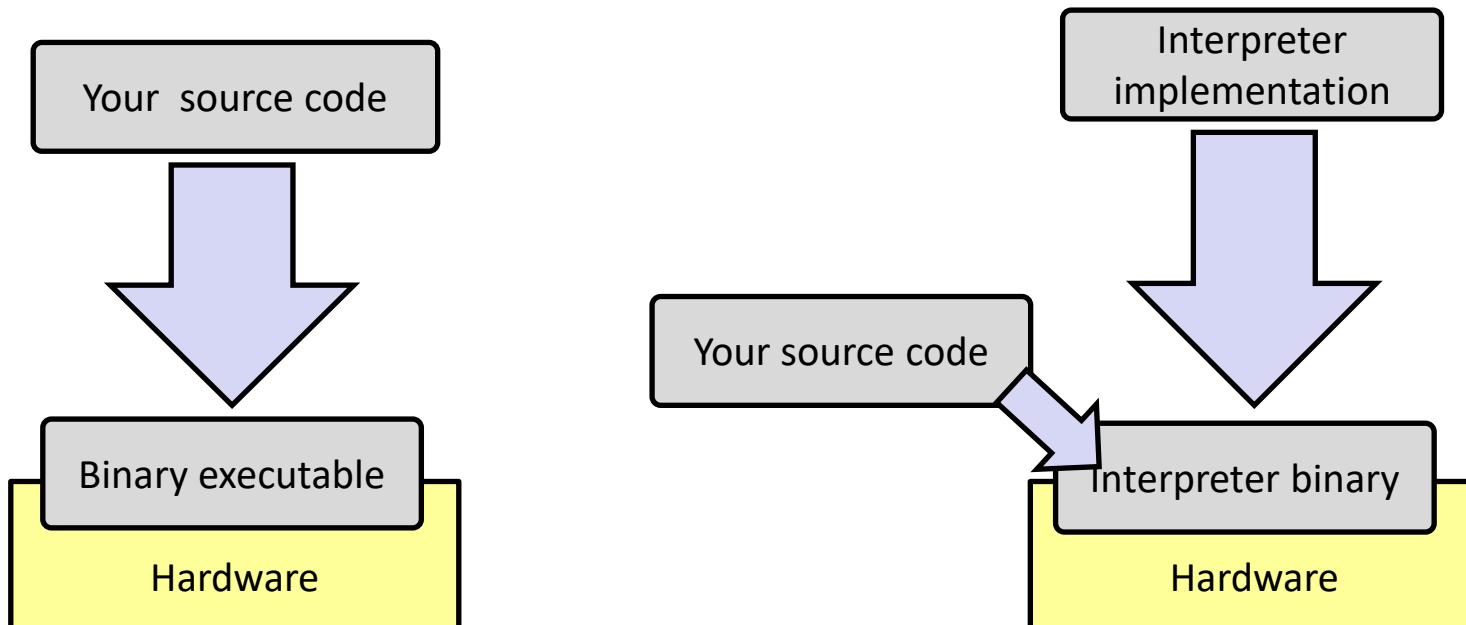 Your  source code
Binary executable
Hardware
Interpreter
implementation
Your source code
Interpreter binary
Hardware